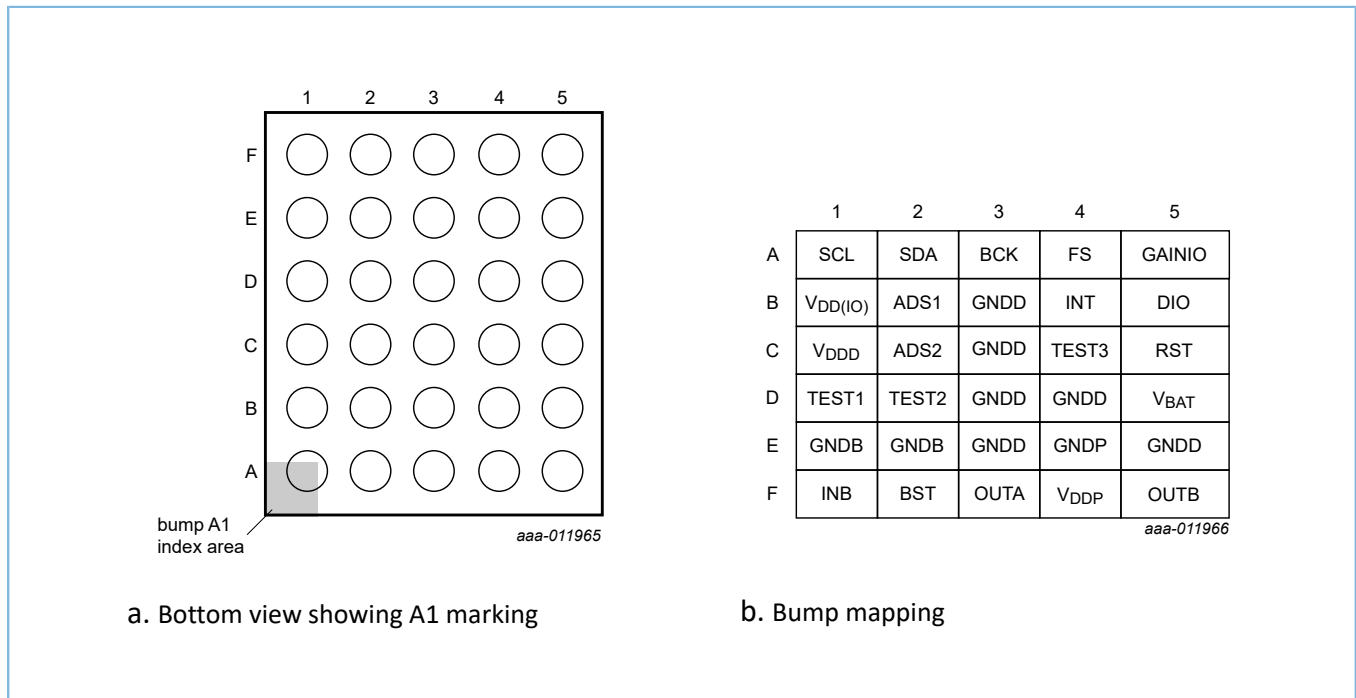 1 2 3 4 5
F
E
D
C
B
A
bump A1
index area
aaa-011965
a. Bottom view showing A1 marking
1 2 3 4 5
A SCL SDA BCK FS GAINIO
B VDD(IO) ADS1 GNDD INT DIO
C VDDD ADS2 GNDD TEST3 RST
D TEST1 TEST2 GNDD GNDD VBAT
E GNDB GNDB GNDD GNDP GNDD
F INB BST OUTA VDDP OUTB
aaa-011966
b. Bump mapping